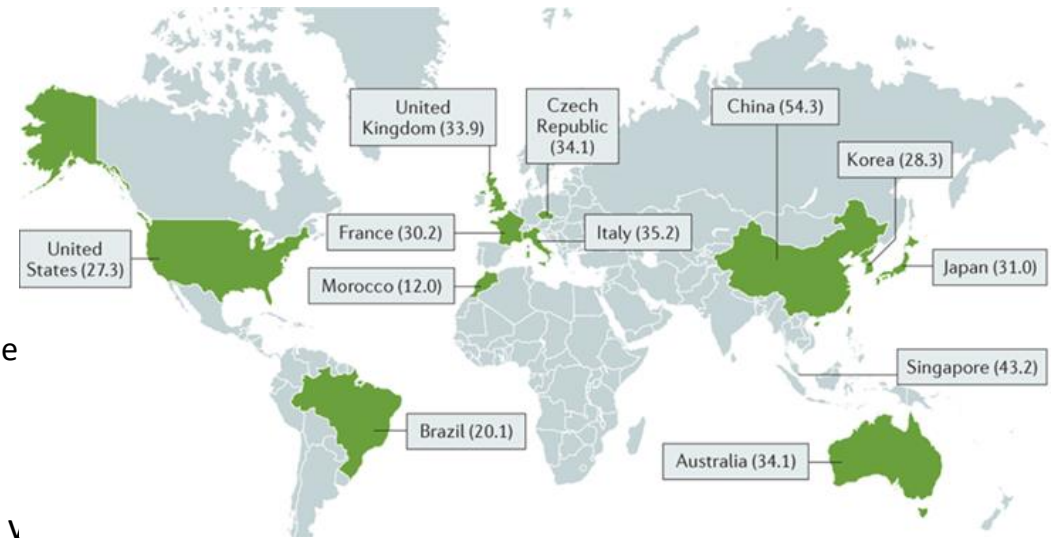 United
Kingdom (33.9)
Czech
Republic
(34.1)
China (54.3)
Korea (28.3)
France (30.2)
Italy (35.2)
United
States (27.3)
Japan (31.0)
Morocco (12.0)
e
Singapore (43.2)
Brazil (20.1)
Australia (34.1)